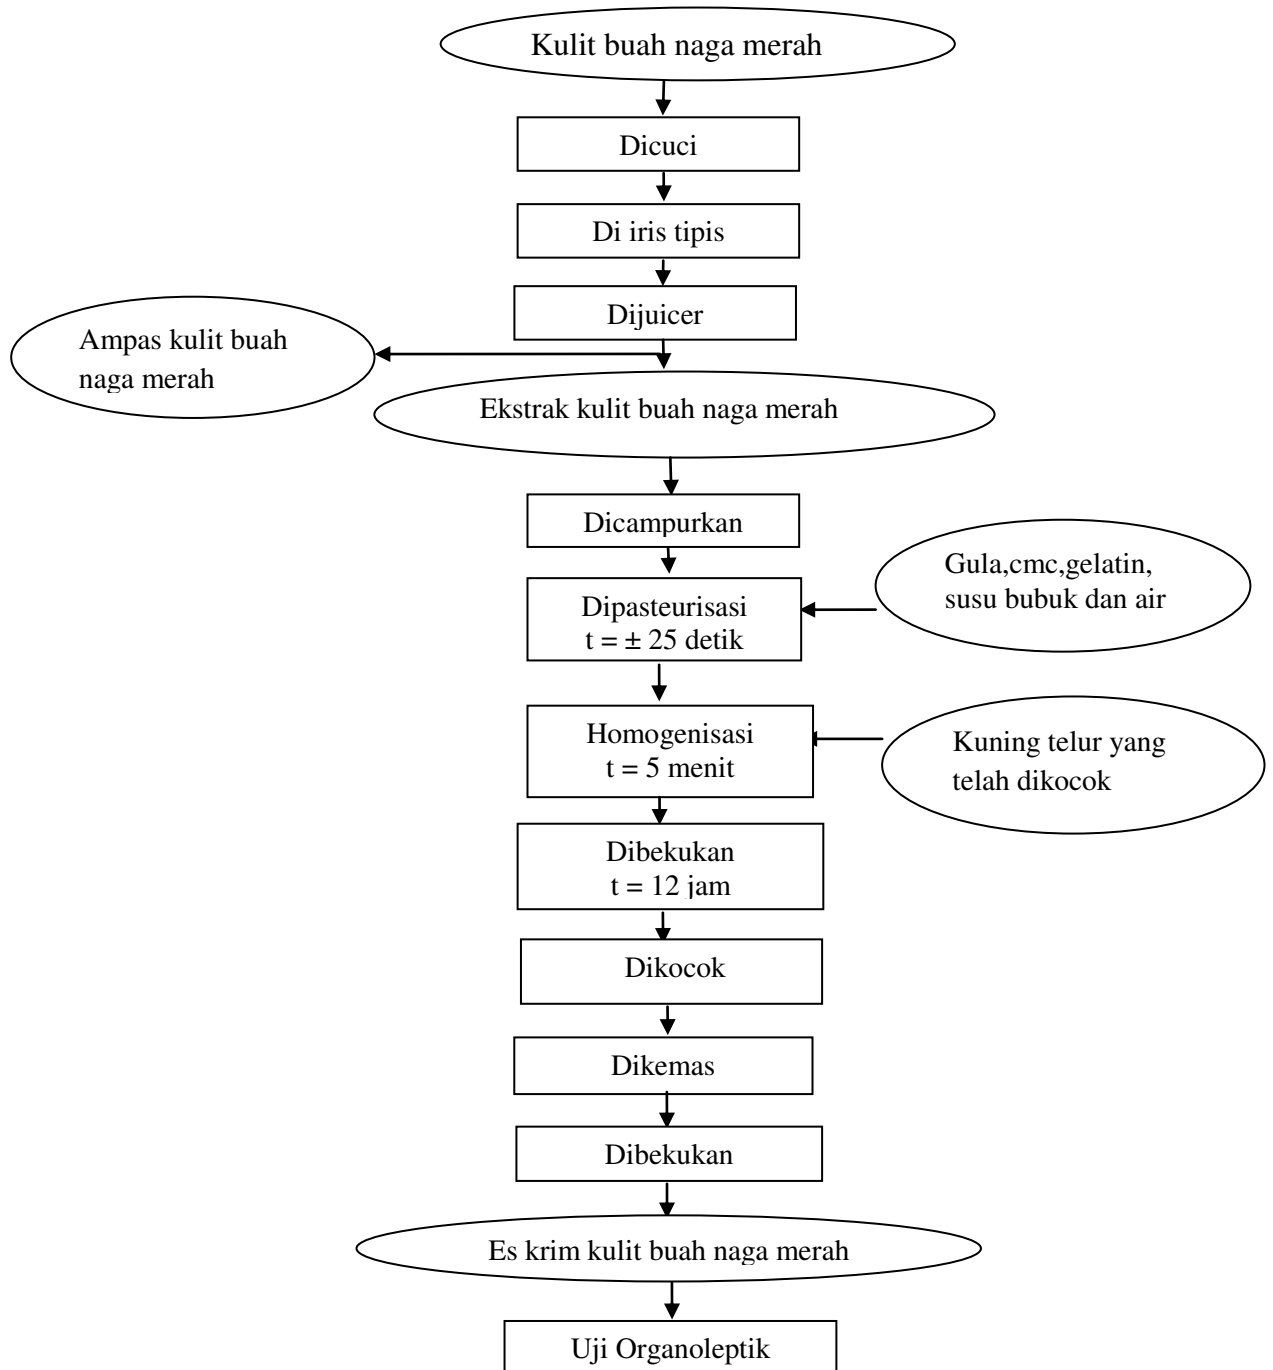 Kulit buah naga merah
Dicuci
Di iris tipis
Dijuicer
Ampas kulit buah
naga merah
Ekstrak kulit buah naga merah
Dicampurkan
Gula,cmc,gelatin,
susu bubuk dan air
Dipasteurisasi
t = ± 25 detik
Homogenisasi
t = 5 menit
Kuning telur yang
telah dikocok
Dibekukan
t = 12 jam
Dikocok
Dikemas
Dibekukan
Es krim kulit buah naga merah
Uji Organoleptik